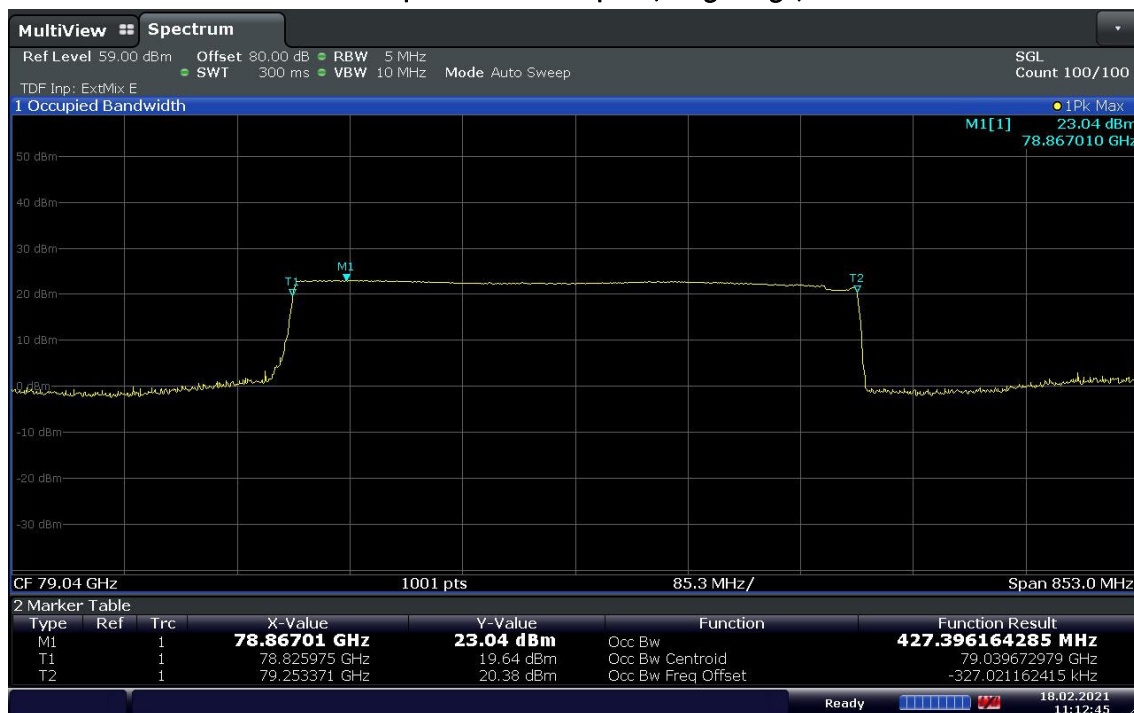 MultiView Spectrum
Ref Level 59.00 dBm Offset 80.00 dB RBW 5 MHz SGL
SWT 300 ms VBW 10 MHz Mode Auto Sweep Count 100/100
TDF Inp: ExtMix E
1 Occupied Bandwidth 1Pk Max
M1[1] 23.04 dBm
78.867010 GHz
50 dBm
40 dBm
30 dBm
M1
T1
T2
20 dBm
10 dBm
0 dBm
-10 dBm
-20 dBm
-30 dBm
CF 79.04 GHz 1001 pts 85.3 MHz/ Span 853.0 MHz
2 Marker Table
Type Ref Trc X-Value Y-Value Function Function Result
M1 1 78.86701 GHz 23.04 dBm Occ Bw 427.396164285 MHz
T1 1 78.825975 GHz 19.64 dBm Occ Bw Centroid 79.039672979 GHz
T2 1 79.253371 GHz 20.38 dBm Occ Bw Freq Offset -327.021162415 kHz
Ready 18.02.2021
11:12:45